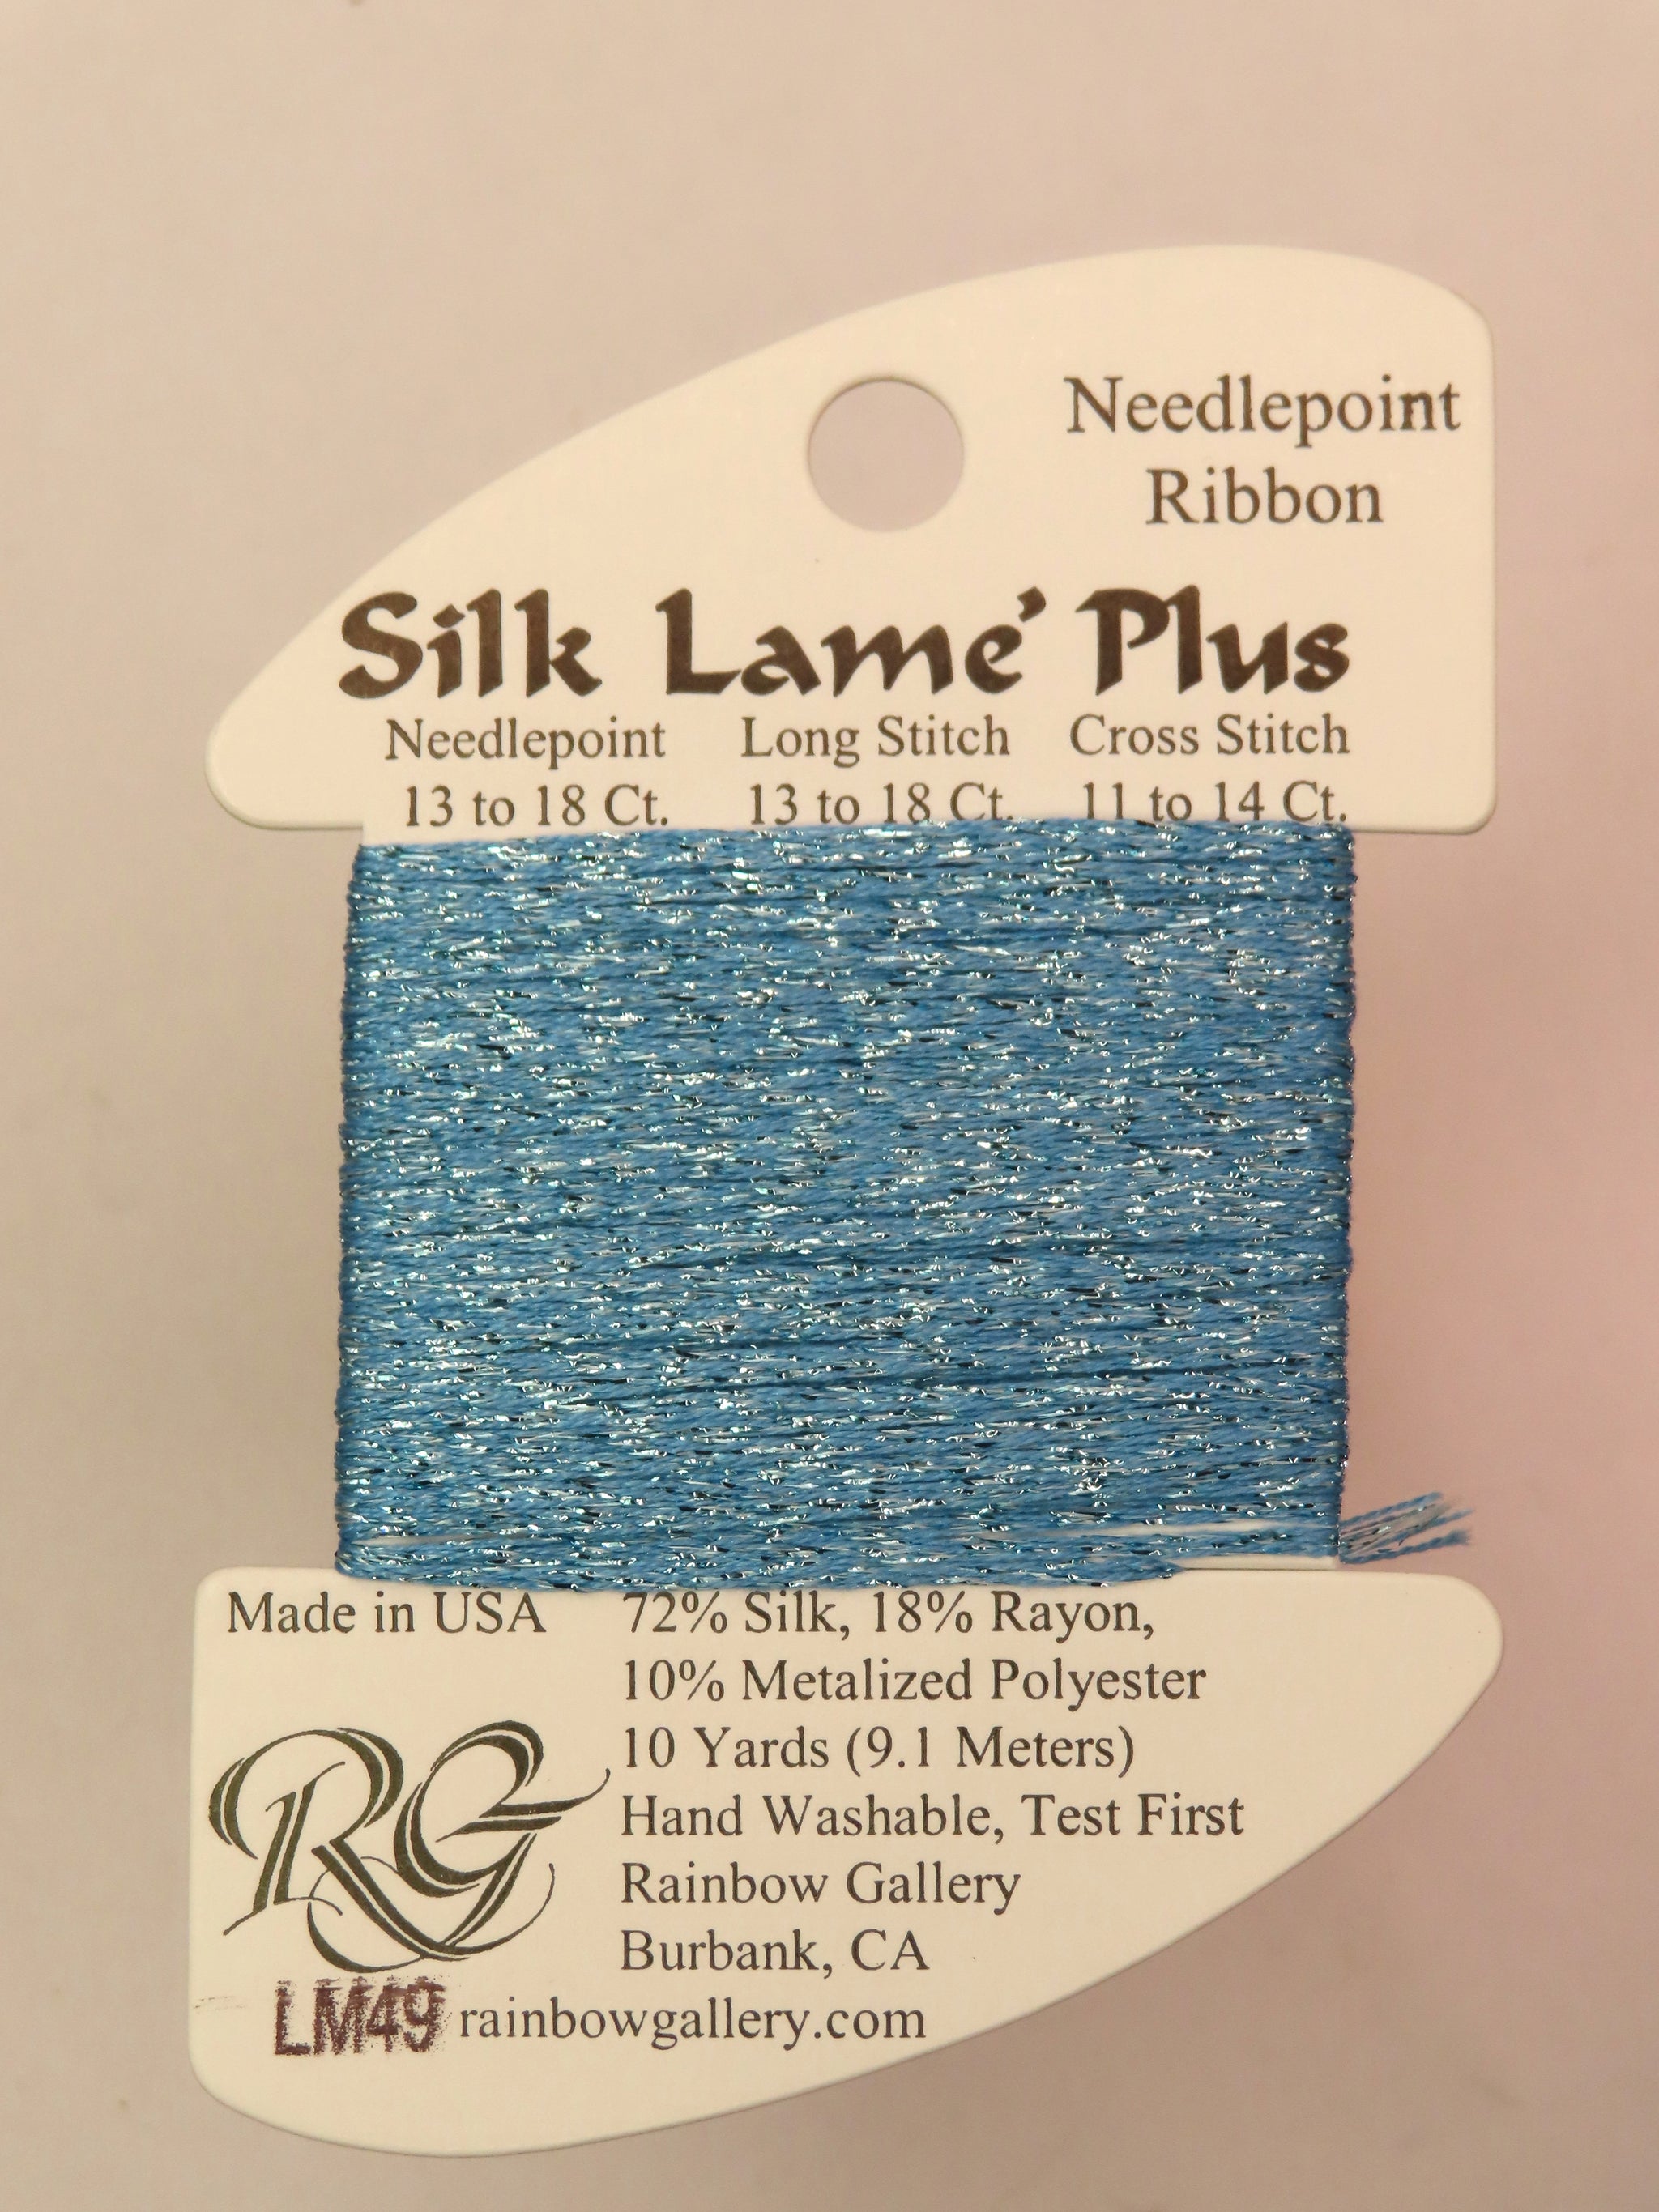 Needlepoint
Ribbon
Silk Lamé Plus
Needlepoint Long Stitch Cross Stitch
13 to 18 Ct. 13 to 18 Ct. 11 to 14 Ct.
Made in USA 72% Silk, 18% Rayon,
10% Metalized Polyester
10 Yards (9.1 Meters)
Hand Washable, Test First
RG
Rainbow Gallery
Burbank, CA
LM49 rainbowgallery.com